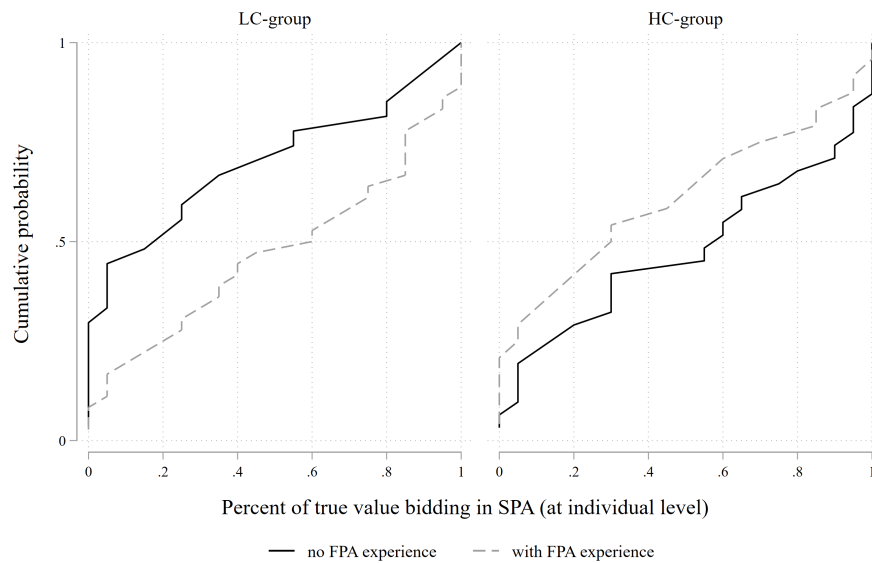 LC-group
HC-group
Cumulative probability
1
.5
0
0 .2 .4 .6 .8 1
0 .2 .4 .6 .8 1
Percent of true value bidding in SPA (at individual level)
no FPA experience
with FPA experience